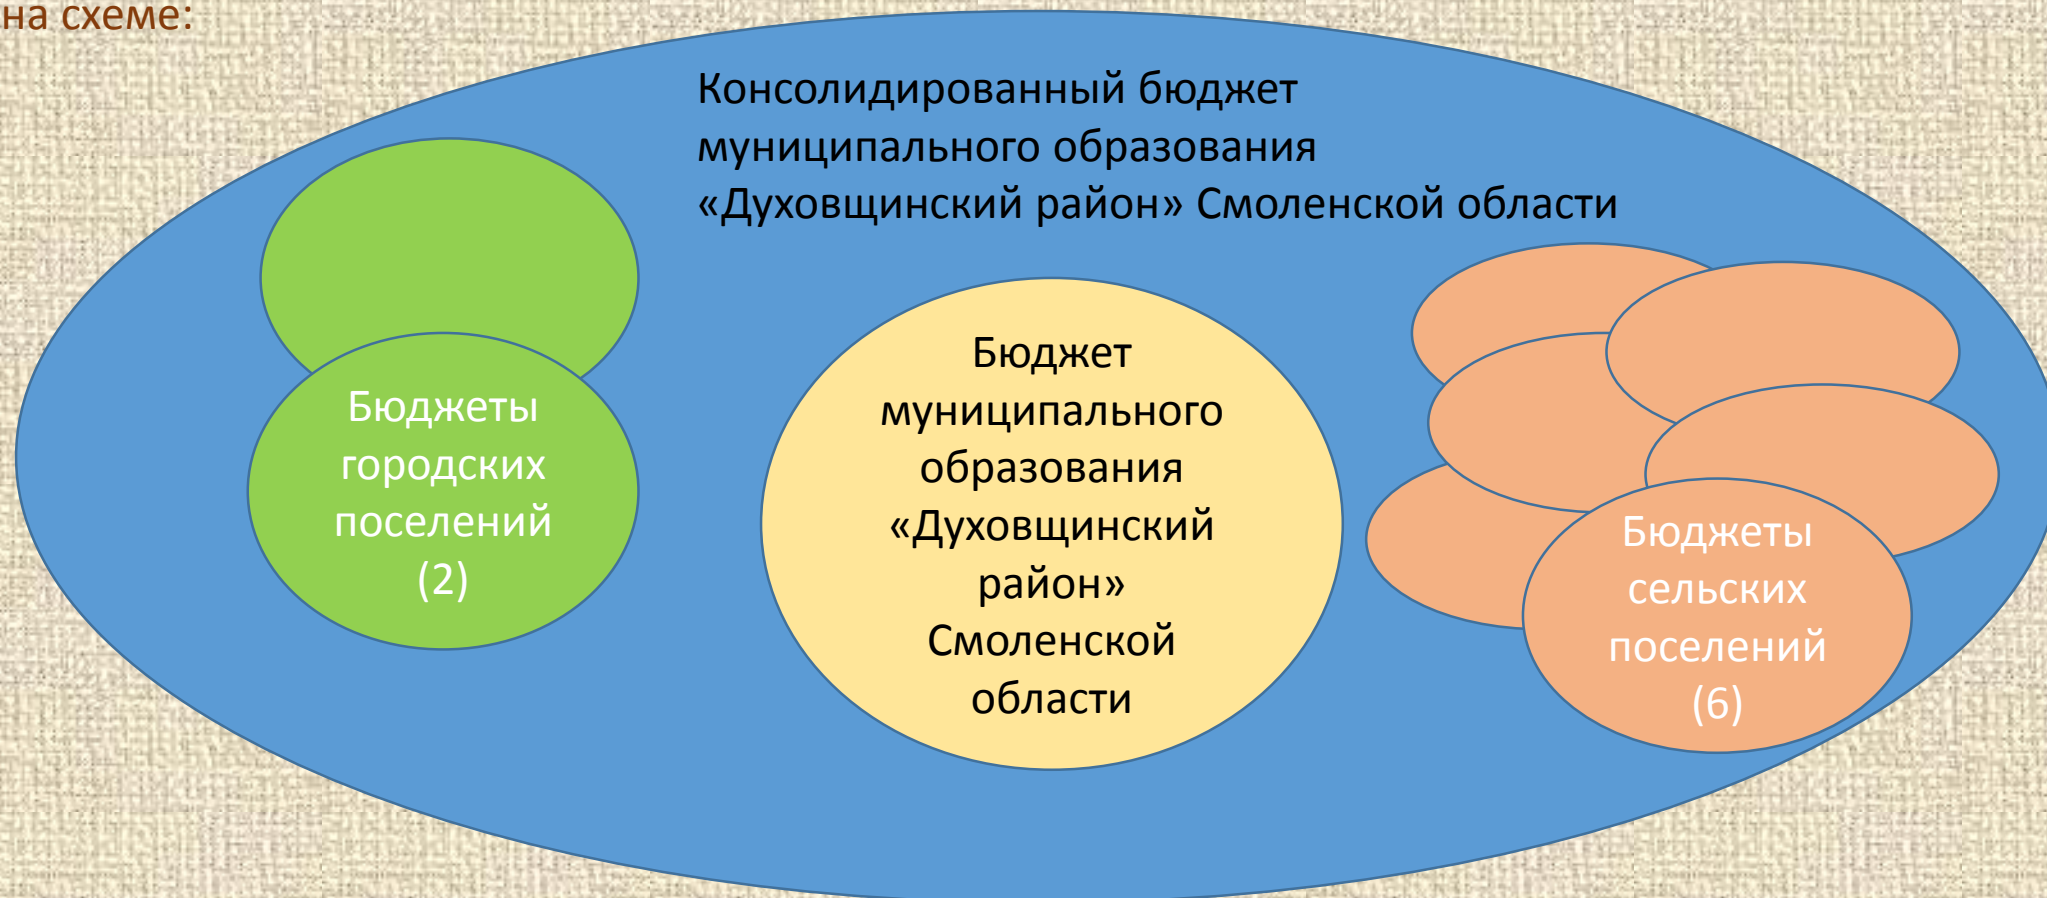 на схеме:
Консолидированный бюджет
муниципального образования
«Духовщинский район» Смоленской области
Бюджеты
городских
поселений
(2)
Бюджет
муниципального
образования
«Духовщинский
район»
Смоленской
области
Бюджеты
сельских
поселений
(6)